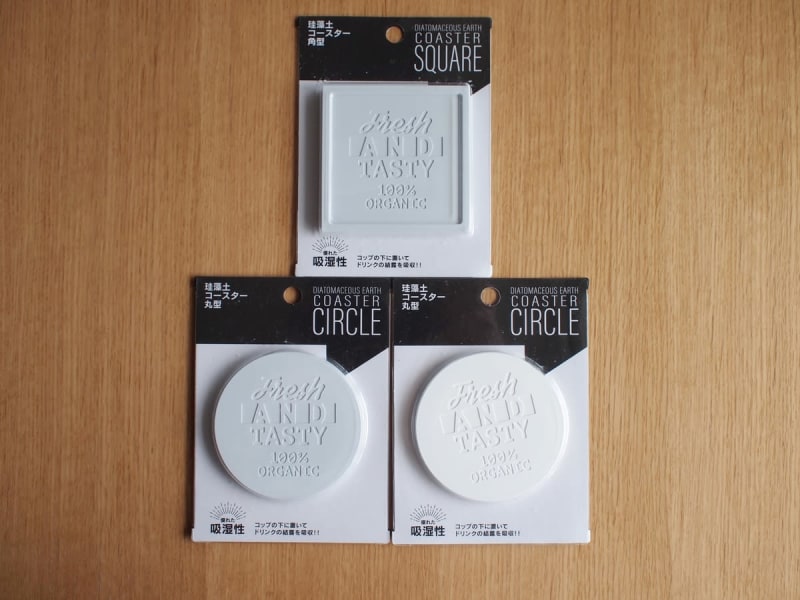 珪藻土
コースター
角型
DIATOMACEOUS EARTH
COASTER
SQUARE
Fresh
AND
TASTY
100%
ORGANIC
優れた
吸湿性
コップの下に置いて
ドリンクの結露を吸収!!
珪藻土
コースター
丸型
DIATOMACEOUS EARTH
COASTER
CIRCLE
Fresh
AND
TASTY
100%
ORGANIC
優れた
吸湿性
コップの下に置いて
ドリンクの結露を吸収!!
珪藻土
コースター
丸型
DIATOMACEOUS EARTH
COASTER
CIRCLE
Fresh
AND
TASTY
100%
ORGANIC
優れた
吸湿性
コップの下に置いて
ドリンクの結露を吸収!!